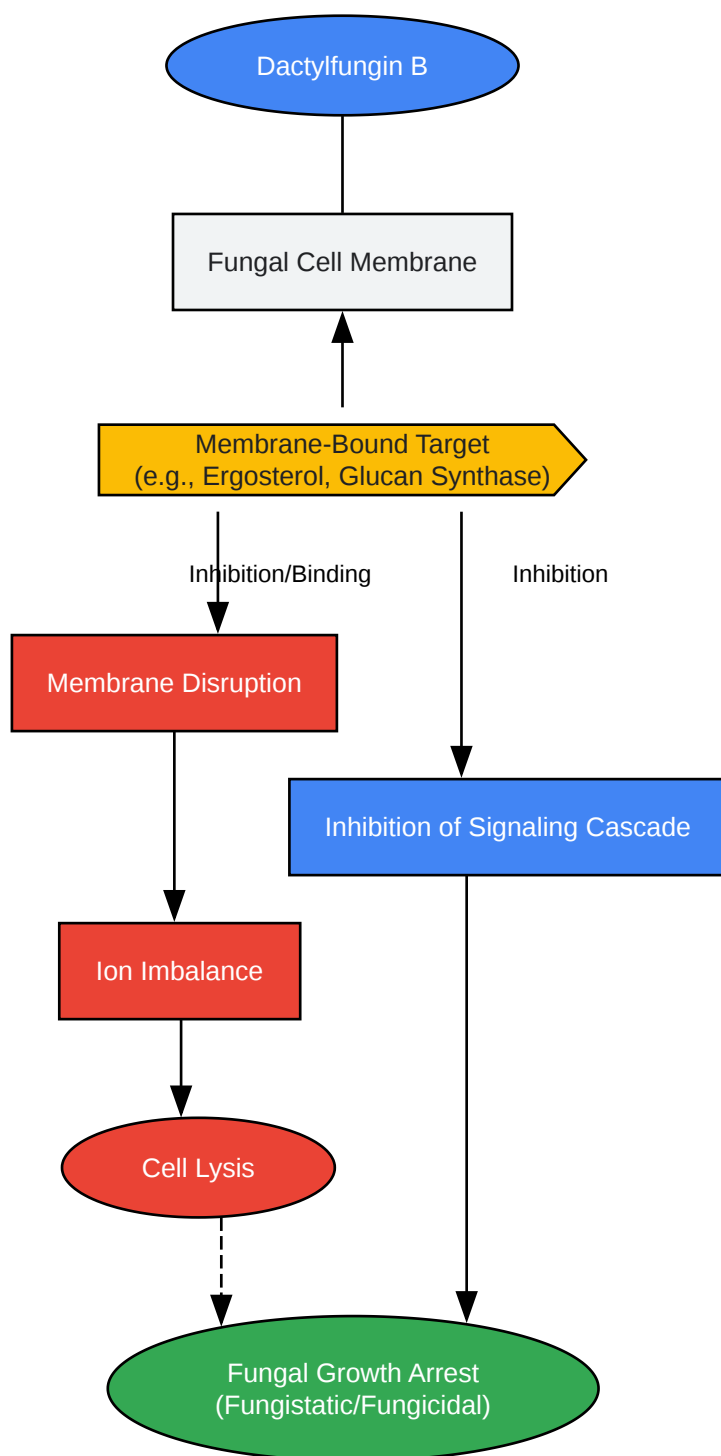 Dactylfungin B
Fungal Cell Membrane
Membrane-Bound Target
(e.g., Ergosterol, Glucan Synthase)
Inhibition/Binding
Inhibition
Membrane Disruption
Inhibition of Signaling Cascade
Ion Imbalance
Cell Lysis
Fungal Growth Arrest
(Fungistatic/Fungicidal)